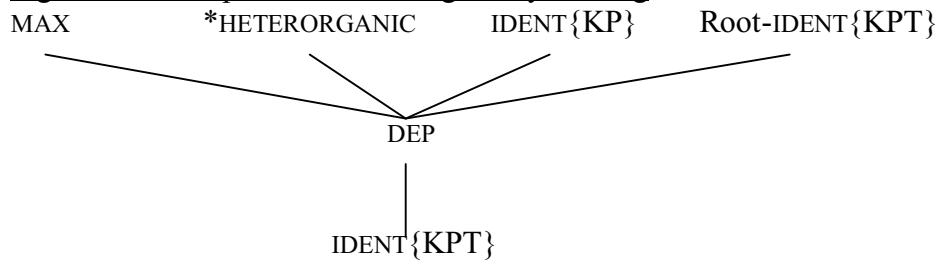 MAX *HETERORGANIC IDENT{KP} Root-IDENT{KPT}
DEP
IDENT{KPT}